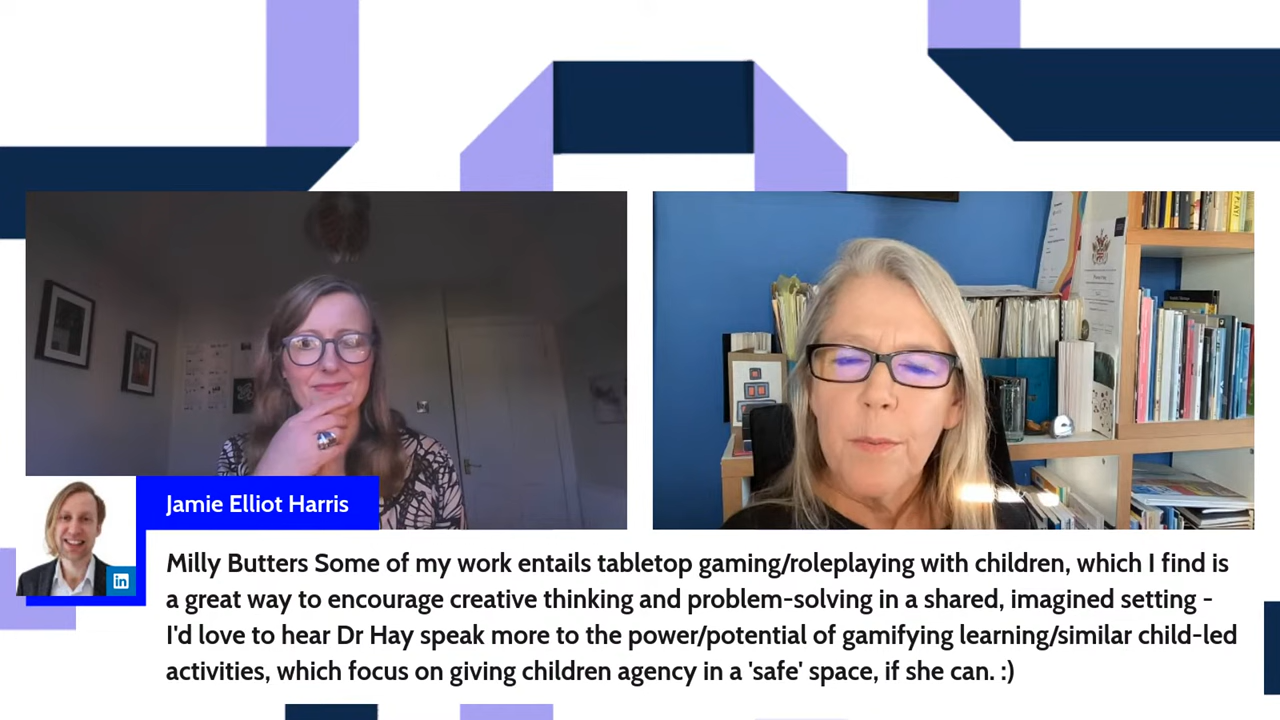 Jamie Elliot Harris
in
Milly Butters Some of my work entails tabletop gaming/roleplaying with children, which I find is
a great way to encourage creative thinking and problem-solving in a shared, imagined setting -
I'd love to hear Dr Hay speak more to the power/potential of gamifying learning/similar child-led
activities, which focus on giving children agency in a 'safe' space, if she can. :)